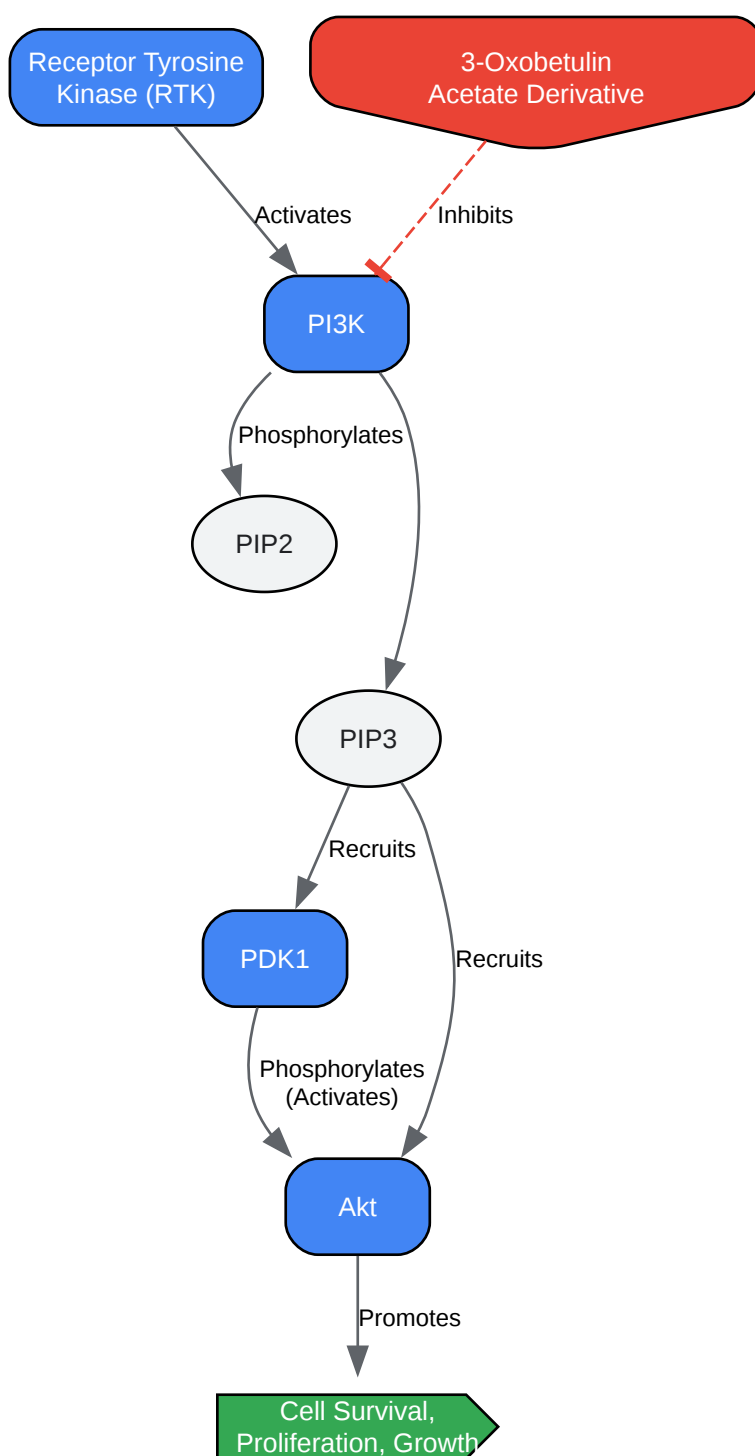 Receptor Tyrosine
Kinase (RTK)
3-Oxobetulin
Acetate Derivative
Activates
Inhibits
PI3K
Phosphorylates
PIP2
PIP3
Recruits
PDK1
Recruits
Phosphorylates
(Activates)
Akt
Promotes
Cell Survival,
Proliferation, Growth